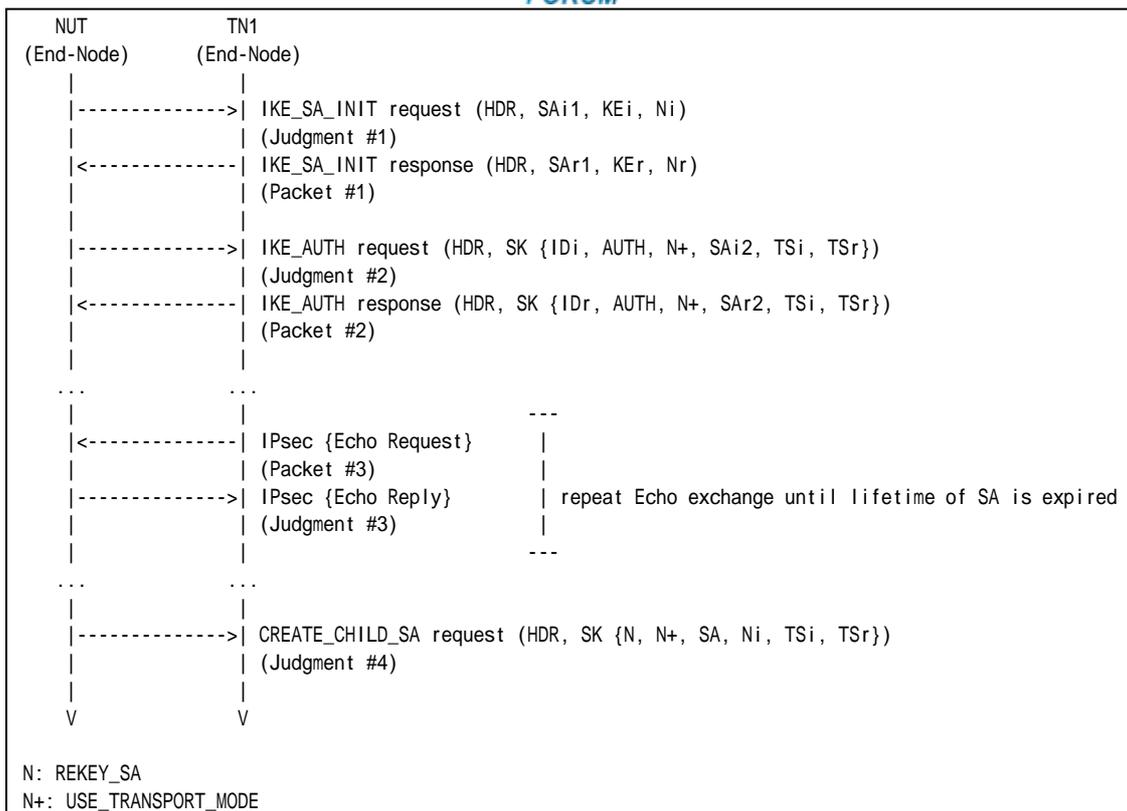 NUT TN1
(End-Node) (End-Node)
| |
|-------------->| IKE_SA_INIT request (HDR, SAi1, KEi, Ni)
| | (Judgment #1)
|<--------------| IKE_SA_INIT response (HDR, SAr1, KEr, Nr)
| | (Packet #1)
| |
|-------------->| IKE_AUTH request (HDR, SK {IDi, AUTH, N+, SAi2, TSi, TSr})
| | (Judgment #2)
|<--------------| IKE_AUTH response (HDR, SK {IDr, AUTH, N+, SAr2, TSi, TSr})
| | (Packet #2)
| |
... ...
| | ---
|<--------------| IPsec {Echo Request} |
| | (Packet #3) |
|-------------->| IPsec {Echo Reply} | repeat Echo exchange until lifetime of SA is expired
| | (Judgment #3) |
| | ---
... ...
| |
|-------------->| CREATE_CHILD_SA request (HDR, SK {N, N+, SA, Ni, TSi, TSr})
| | (Judgment #4)
| |
V V
N: REKEY_SA
N+: USE_TRANSPORT_MODE